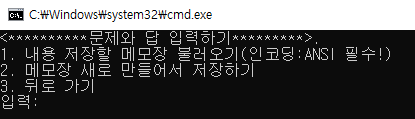 C:\Windows\system32\cmd.exe
<**********문제와 답 입력하기*********>.
1. 내용 저장할 메모장 불러오기(인코딩:ANSI 필수!)
2. 메모장 새로 만들어서 저장하기
3. 뒤로 가기
입력: